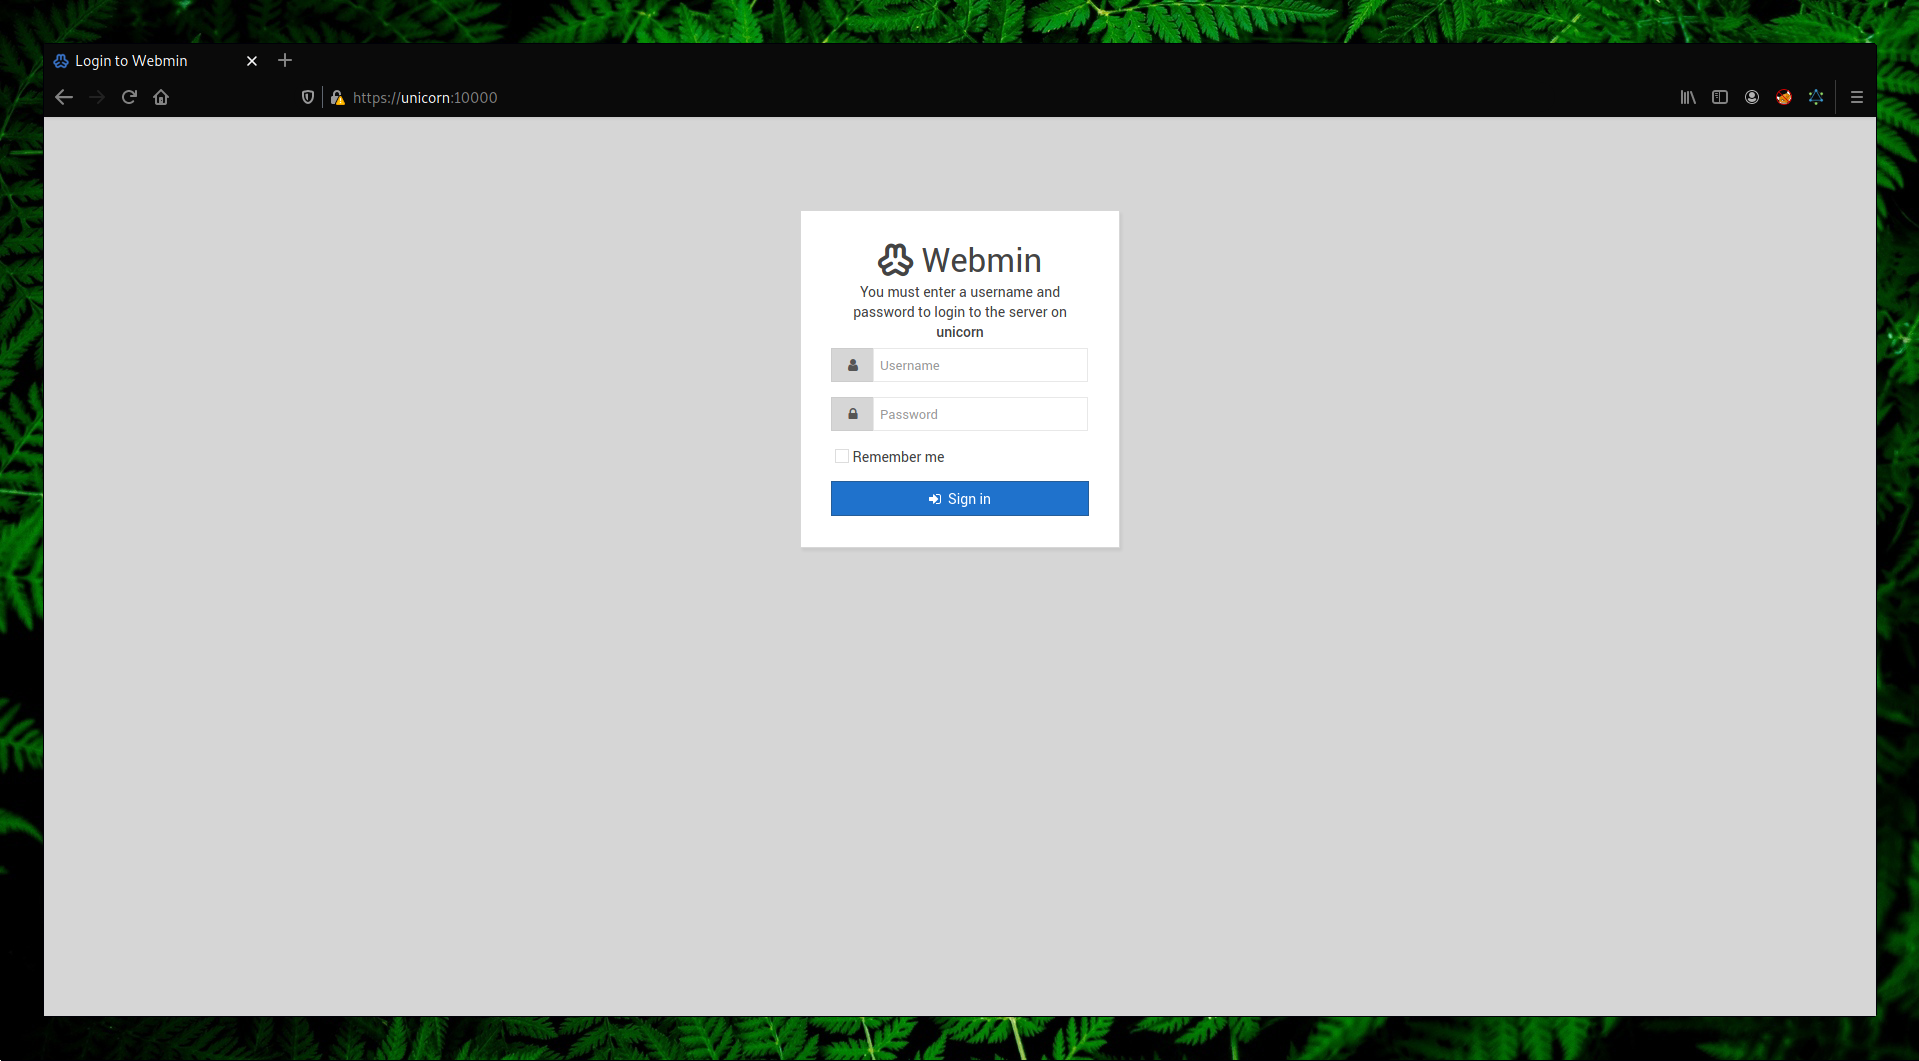 Login to Webmin
https://unicorn:10000
Webmin
You must enter a username and
password to login to the server on
unicorn
Username
Password
Remember me
Sign in